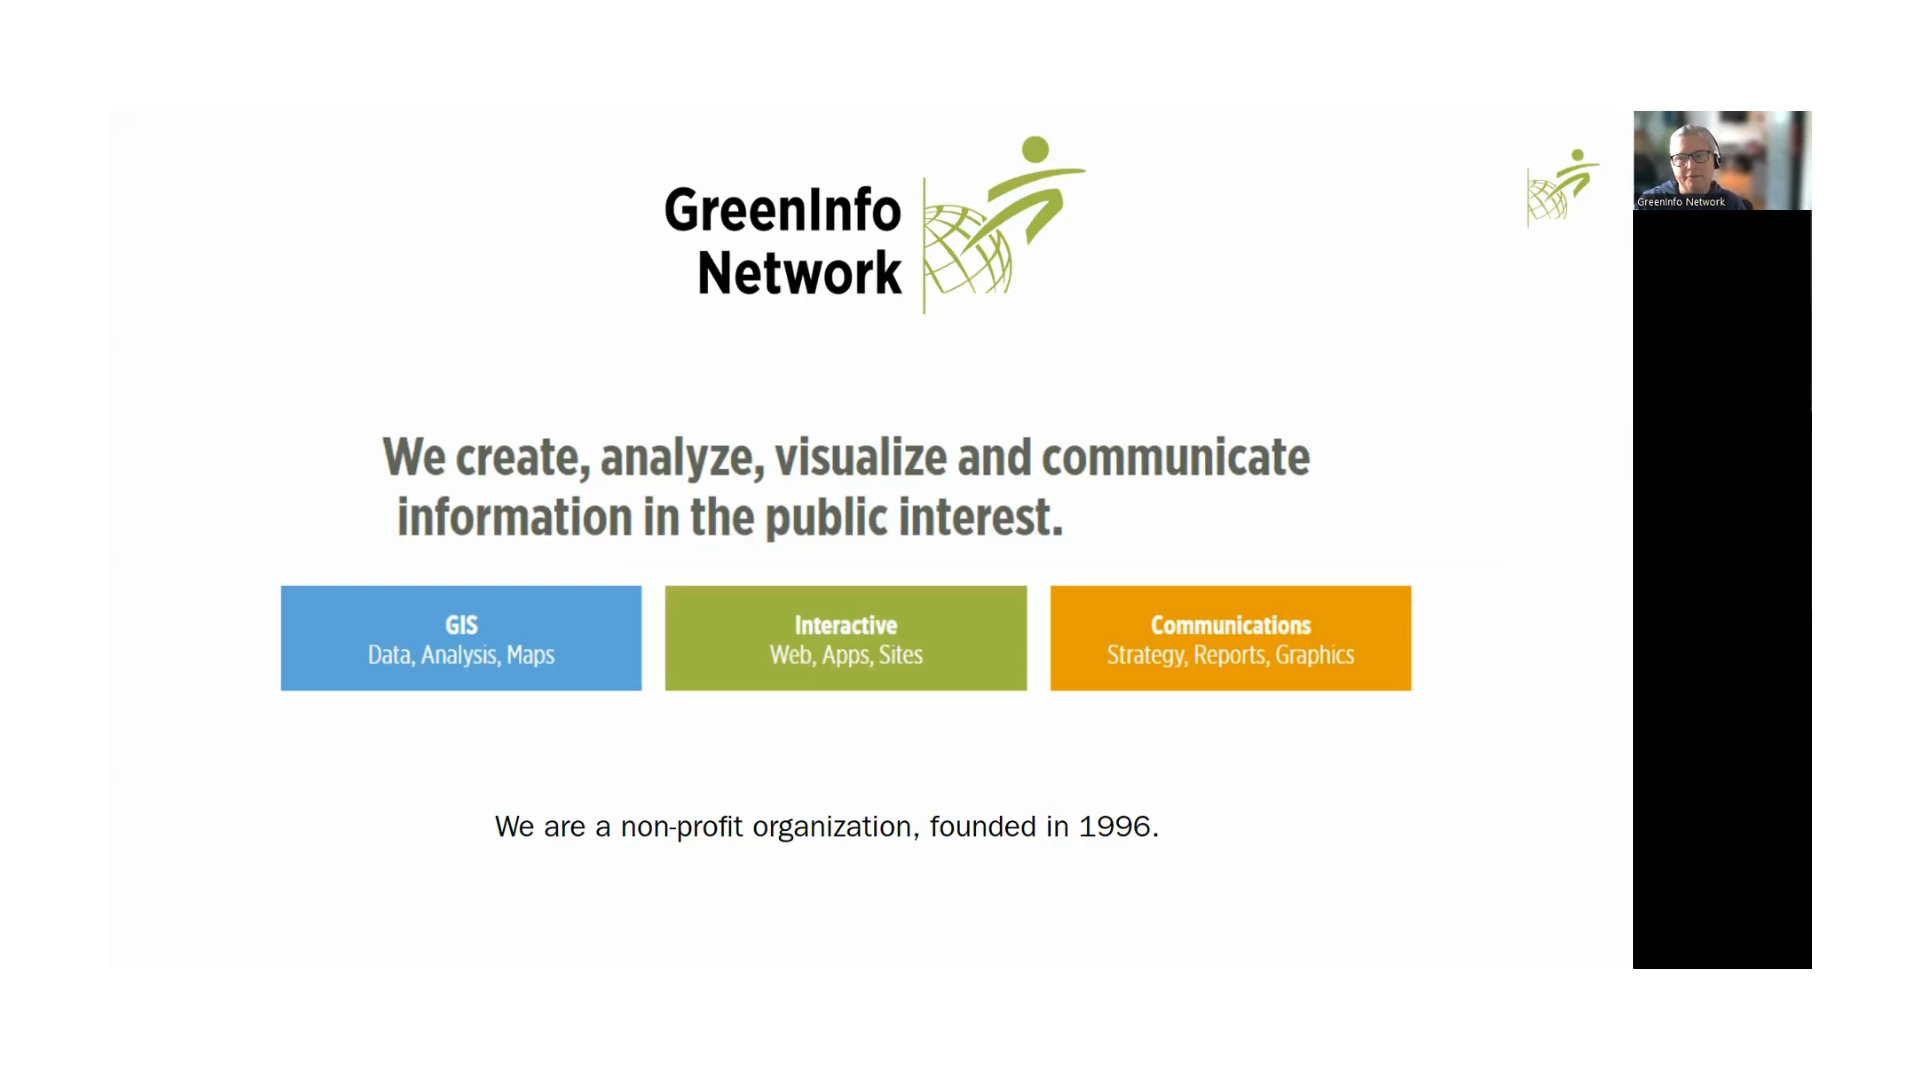 GreenInfo
Network
GreenInfo Network
We create, analyze, visualize and communicate
information in the public interest.
GIS
Data, Analysis, Maps
Interactive
Web, Apps, Sites
Communications
Strategy, Reports, Graphics
We are a non-profit organization, founded in 1996.